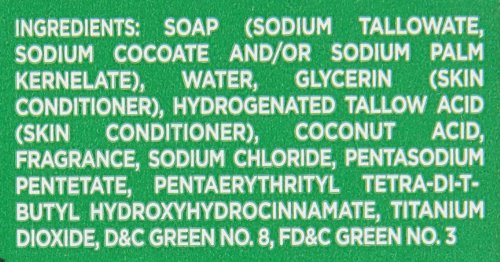 INGREDIENTS: SOAP (SODIUM TALLOWATE,
SODIUM COCOATE AND/OR SODIUM PALM
KERNELATE), WATER, GLYCERIN (SKIN
CONDITIONER), HYDROGENATED TALLOW ACID
(SKIN CONDITIONER), COCONUT ACID,
FRAGRANCE, SODIUM CHLORIDE, PENTASODIUM
PENTETATE, PENTAERYTHRITYL TETRA-DI-T-
BUTYL HYDROXYHYDROCINNAMATE, TITANIUM
DIOXIDE, D&C GREEN NO. 8, FD&C GREEN NO. 3